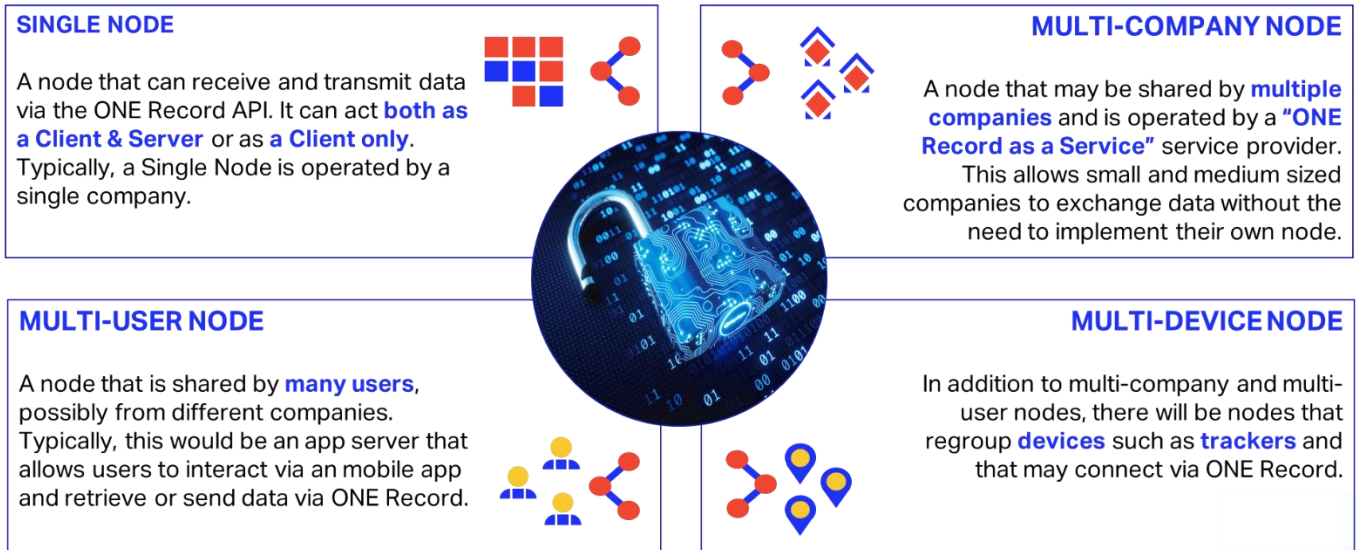 SINGLE NODE
A node that can receive and transmit data
via the ONE Record API. It can act both as
a Client & Server or as a Client only.
Typically, a Single Node is operated by a
single company.
MULTI-COMPANY NODE
A node that may be shared by multiple
companies and is operated by a "ONE
Record as a Service" service provider.
This allows small and medium sized
companies to exchange data without the
need to implement their own node.
MULTI-USER NODE
A node that is shared by many users,
possibly from different companies.
Typically, this would be an app server that
allows users to interact via an mobile app
and retrieve or send data via ONE Record.
MULTI-DEVICE NODE
In addition to multi-company and multi-
user nodes, there will be nodes that
regroup devices such as trackers and
that may connect via ONE Record.